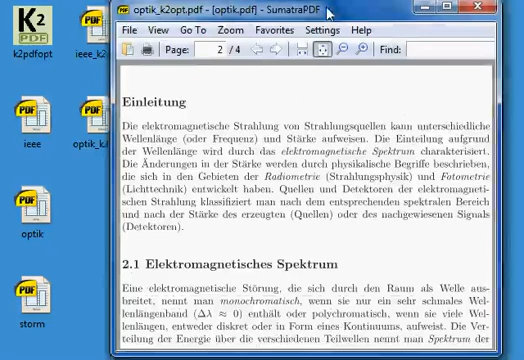 optik_k2opt.pdf - [optik.pdf] - SumatraPDF
File View Go To Zoom Favorites Settings Help
Page: 2 / 4 Find:
K2
PDF
k2pdfopt
ieee_k2
PDF
ieee
PDF
optik
PDF
storm
Einleitung
Die elektromagnetische Strahlung von Strahlungsquellen kann unterschiedliche
Wellenlänge (oder Frequenz) und Stärke aufweisen. Die Einteilung aufgrund
der Wellenlänge wird durch das elektromagnetische Spektrum charakterisiert.
Die Änderungen in der Stärke werden durch physikalische Begriffe beschrieben,
die sich in den Gebieten der Radiometrie (Strahlungsphysik) und Fotometrie
(Lichttechnik) entwickelt haben. Quellen und Detektoren der elektromagneti-
schen Strahlung klassifiziert man nach dem entsprechenden spektralen Bereich
und nach der Stärke des erzeugten (Quellen) oder des nachgewiesenen Signals
(Detektoren).
2.1 Elektromagnetisches Spektrum
Eine elektromagnetische Störung, die sich durch den Raum als Welle aus-
breitet, nennt man monochromatisch, wenn sie nur ein sehr schmales Wel-
lenlängenband (Δλ ≈ 0) enthält oder polychromatisch, wenn sie viele Wel-
lenlängen, entweder diskret oder in Form eines Kontinuums, aufweist. Die Ver-
teilung der Energie über die verschiedenen Teilwellen nennt man Spektrum der